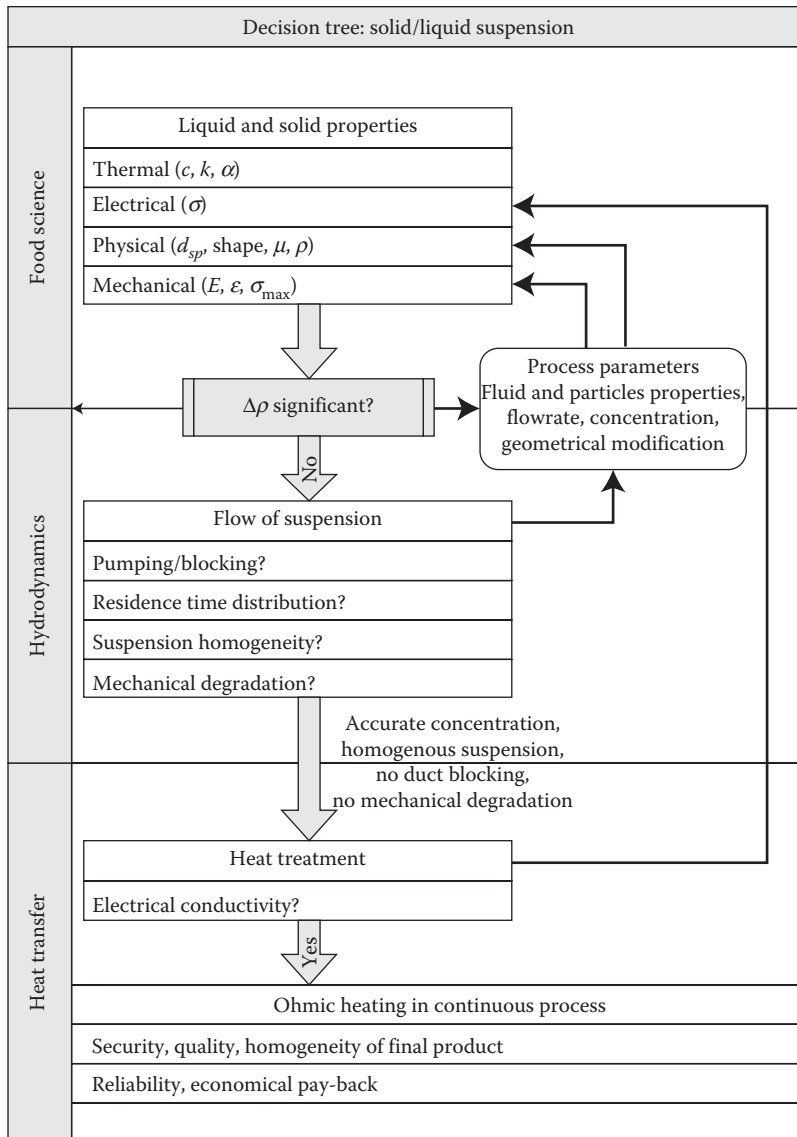 Decision tree: solid/liquid suspension
Food science
Liquid and solid properties
Thermal (c, k, α)
Electrical (σ)
Physical (d_sp, shape, μ, ρ)
Mechanical (E, ε, σ_max)
Δρ significant?
Process parameters
Fluid and particles properties,
flowrate, concentration,
geometrical modification
No
Hydrodynamics
Flow of suspension
Pumping/blocking?
Residence time distribution?
Suspension homogeneity?
Mechanical degradation?
Accurate concentration,
homogenous suspension,
no duct blocking,
no mechanical degradation
Heat transfer
Heat treatment
Electrical conductivity?
Yes
Ohmic heating in continuous process
Security, quality, homogeneity of final product
Reliability, economical pay-back